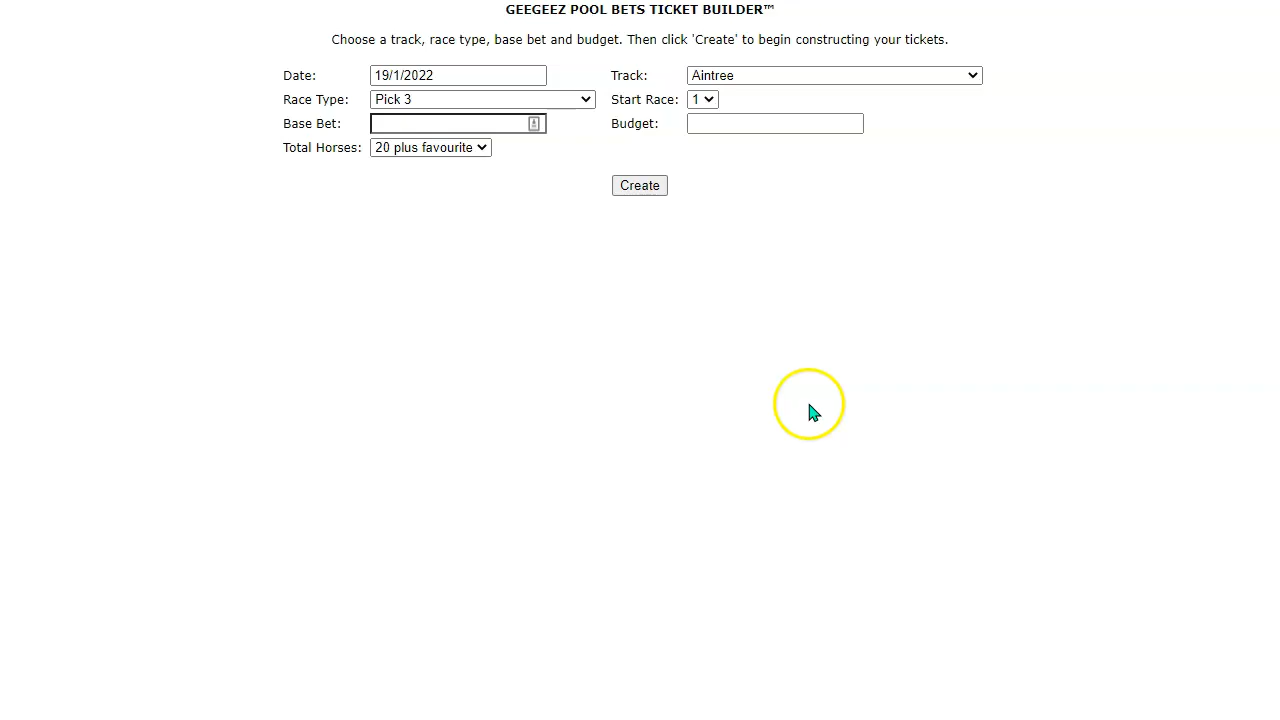 GEEGEEZ POOL BETS TICKET BUILDER™
Choose a track, race type, base bet and budget. Then click 'Create' to begin constructing your tickets.
Date: 19/1/2022 Track: Aintree
Race Type: Pick 3 Start Race: 1
Base Bet: Budget:
Total Horses: 20 plus favourite
Create